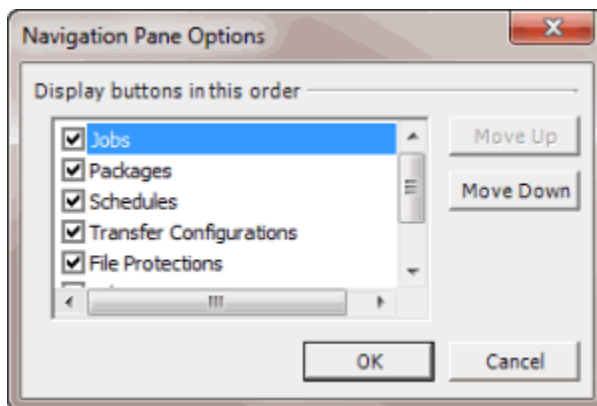 Navigation Pane Options
Display buttons in this order
Jobs
Packages
Schedules
Transfer Configurations
File Protections
Move Up
Move Down
OK
Cancel